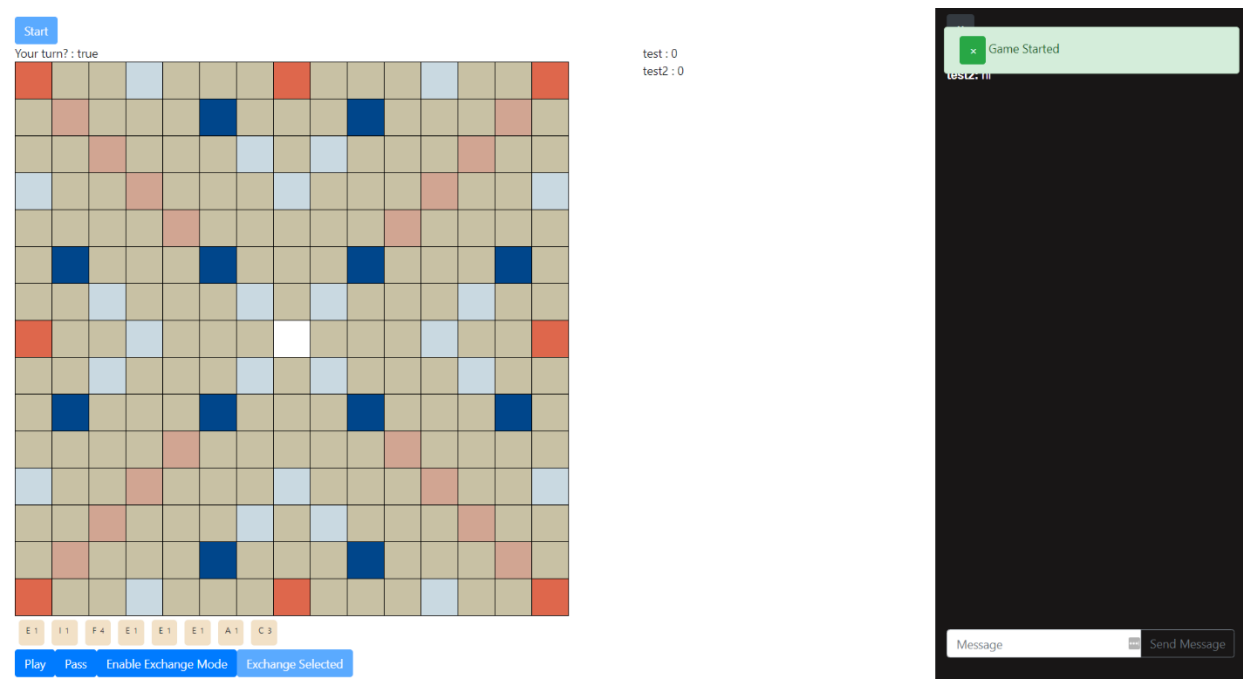 Start
Your turn? : true
test : 0
test2 : 0
× Game Started
test2: hi
E 1 I 1 F 4 E 1 E 1 E 1 A 1 C 3
Play Pass Enable Exchange Mode Exchange Selected
Message Send Message